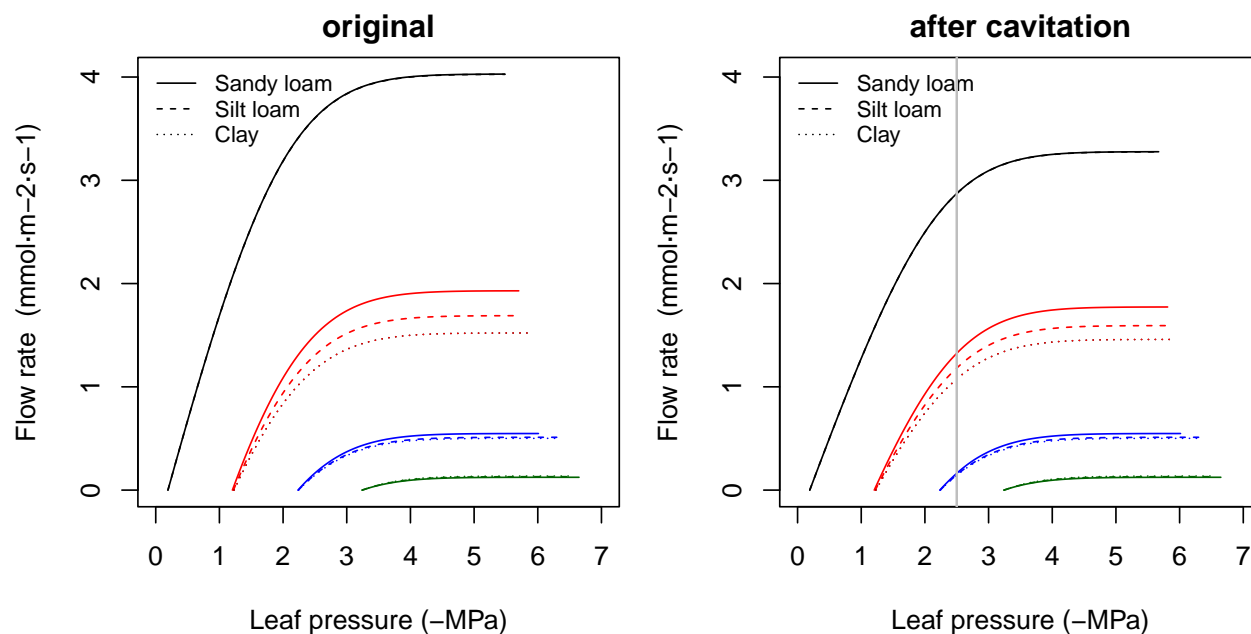 original
Flow rate  (mmol·m−2·s−1)
0 1 2 3 4
Sandy loam
Silt loam
Clay
0 1 2 3 4 5 6 7
Leaf pressure (−MPa)
after cavitation
Flow rate  (mmol·m−2·s−1)
0 1 2 3 4
Sandy loam
Silt loam
Clay
0 1 2 3 4 5 6 7
Leaf pressure (−MPa)